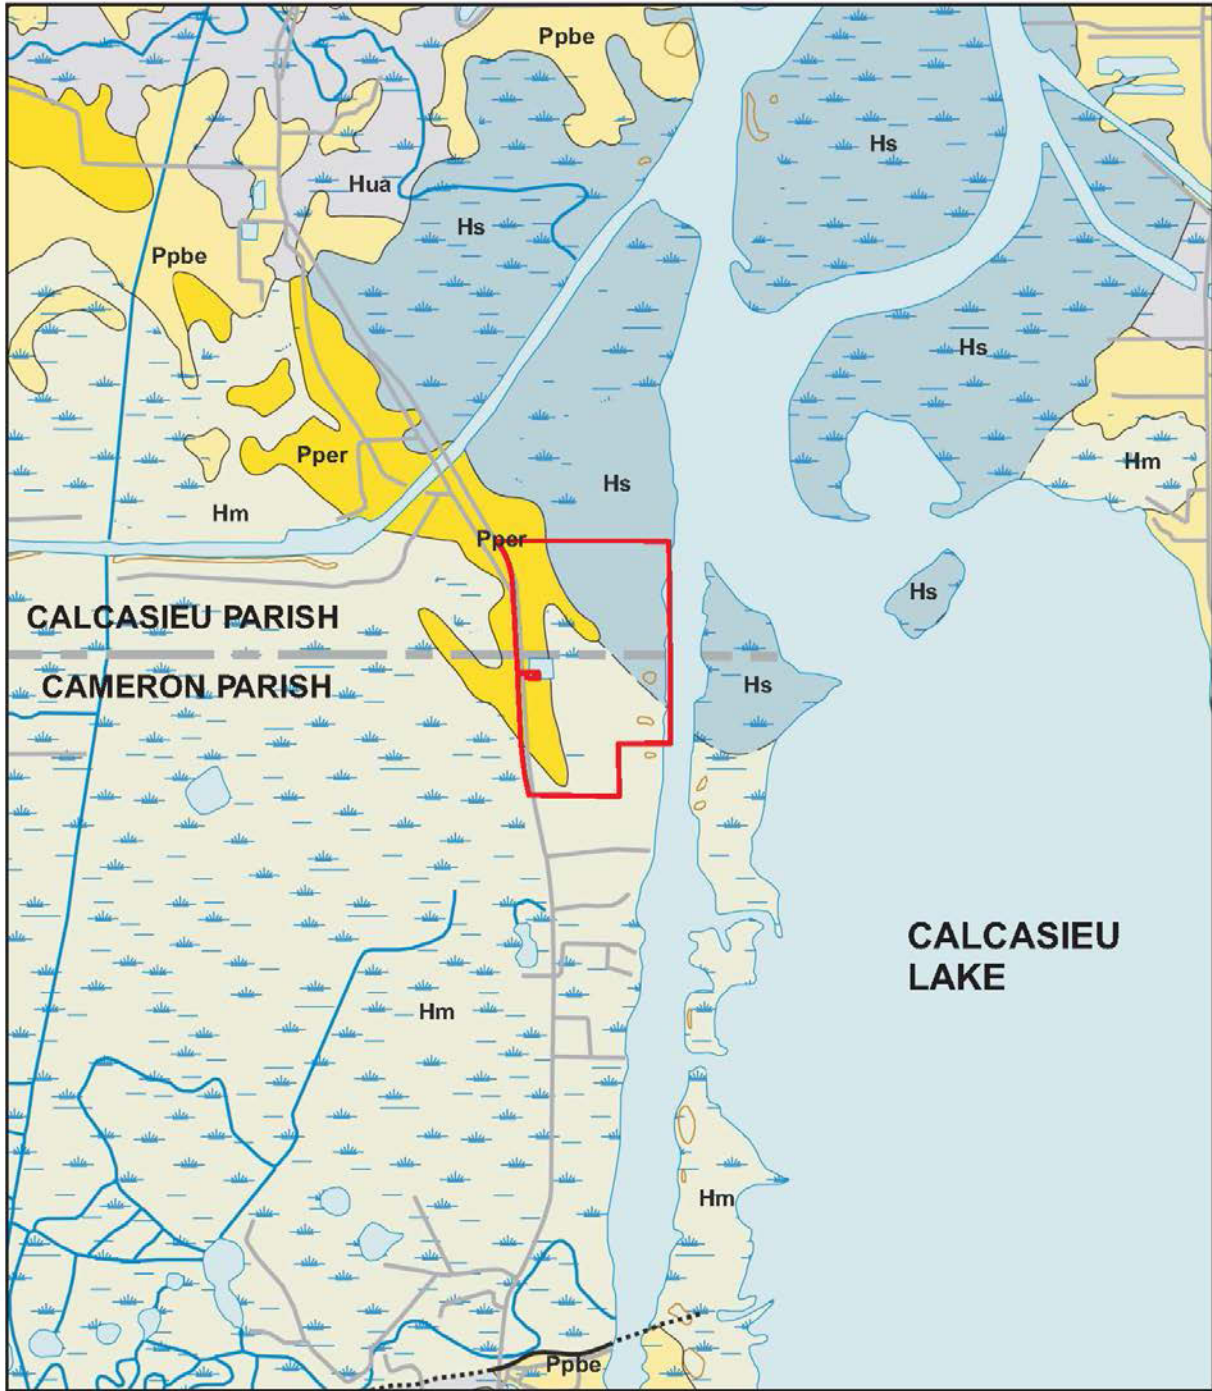 Ppbe
Hs
Hua
Hs
Ppbe
Hs
Pper
Hm
Hs
Hm
Pper
Hs
CALCASIEU PARISH
CAMERON PARISH
Hs
CALCASIEU
LAKE
Hm
Hm
Ppbe